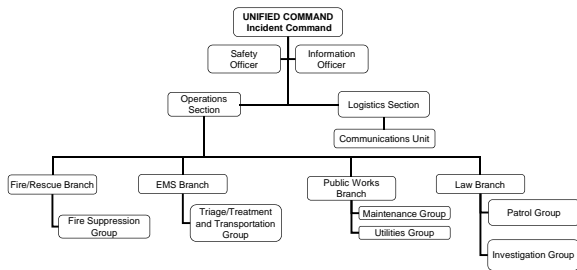 UNIFIED COMMAND
Incident Command
Safety
Officer
Information
Officer
Operations
Section
Logistics Section
Communications Unit
Fire/Rescue Branch
EMS Branch
Public Works
Branch
Law Branch
Fire Suppression
Group
Triage/Treatment
and Transportation
Group
Maintenance Group
Utilities Group
Patrol Group
Investigation Group